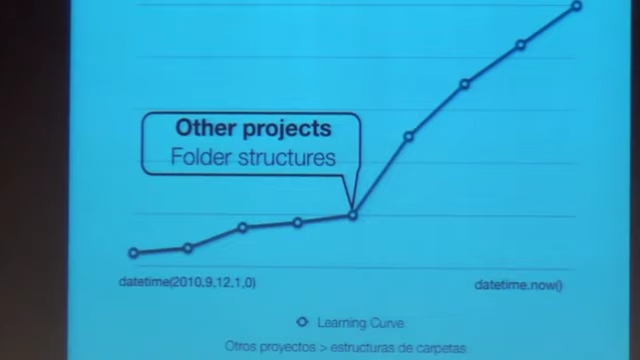 Other projects
Folder structures
datetime(2010,9,12,1,0)
datetime.now()
Learning Curve
Otros proyectos > estructuras de carpetas